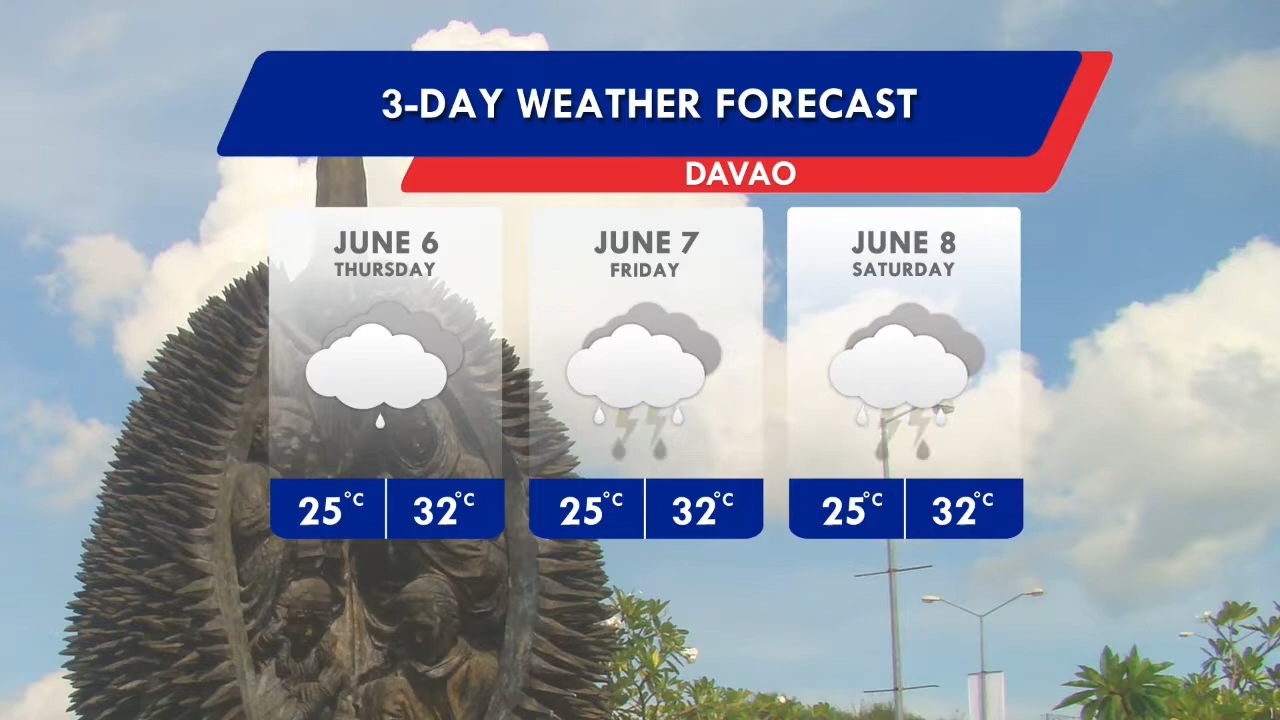 3-DAY WEATHER FORECAST
DAVAO
JUNE 6
THURSDAY
25°C 32°C
JUNE 7
FRIDAY
25°C 32°C
JUNE 8
SATURDAY
25°C 32°C